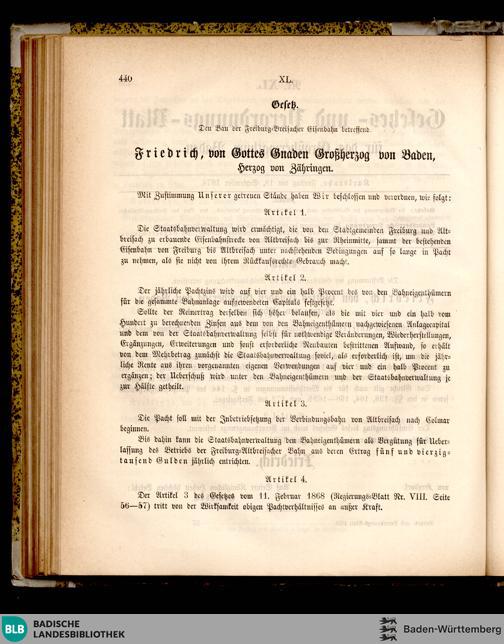 440 XL.
Gesetz.
Den Bau der Freiburg-Breisacher Eisenbahn betreffend.
Friedrich, von Gottes Gnaden Großherzog von Baden,
Herzog von Zähringen.
Mit Zustimmung Unserer getreuen Stände haben Wir beschlossen und verordnen, wie folgt:
Artikel 1.
Die Staatsbahnverwaltung wird ermächtigt, die von den Stadtgemeinden Freiburg und Alt-
breisach zu erbauende Eisenbahnstrecke von Altbreisach bis zur Rheinmitte, sammt der bestehenden
Eisenbahn von Freiburg bis Altbreisach unter nachstehenden Bedingungen auf so lange in Pacht
zu nehmen, als sie nicht von ihrem Rückkaufsrechte Gebrauch macht.
Artikel 2.
Der jährliche Pachtzins wird auf vier und ein halb Procent des von den Bahneigenthümern
für die gesammte Bahnanlage aufgewendeten Capitals festgesetzt.
Sollte der Reinertrag derselben sich höher belaufen, als die mit vier und ein halb vom
Hundert zu berechnenden Zinsen aus dem von den Bahneigenthümern nachgewiesenen Anlagecapital
und dem von der Staatsbahnverwaltung selbst für nothwendige Veränderungen, Wiederherstellungen,
Ergänzungen, Erweiterungen und sonst erforderliche Neubauten bestrittenen Aufwand, so erhält
von dem Mehrbetrag zunächst die Staatsbahnverwaltung soviel, als erforderlich ist, um die jähr-
liche Rente aus ihren vorgenannten eigenen Verwendungen auf vier und ein halb Procent zu
ergänzen; der Ueberschuß wird unter den Bahneigenthümern und der Staatsbahnverwaltung je
zur Hälfte getheilt.
Artikel 3.
Die Pacht soll mit der Inbetriebsetzung der Verbindungsbahn von Altbreisach nach Colmar
beginnen.
Bis dahin kann die Staatsbahnverwaltung den Bahneigenthümern als Vergütung für Ueber-
lassung des Betriebs der Freiburg-Altbreisacher Bahn aus deren Ertrag fünf und vierzig-
tausend Gulden jährlich entrichten.
Artikel 4.
Der Artikel 3 des Gesetzes vom 11. Februar 1868 (Regierungs-Blatt Nr. VIII. Seite
56—57) tritt von der Wirksamkeit obigen Pachtverhältnisses an außer Kraft.
BLB BADISCHE
LANDESBIBLIOTHEK
Baden-Württemberg